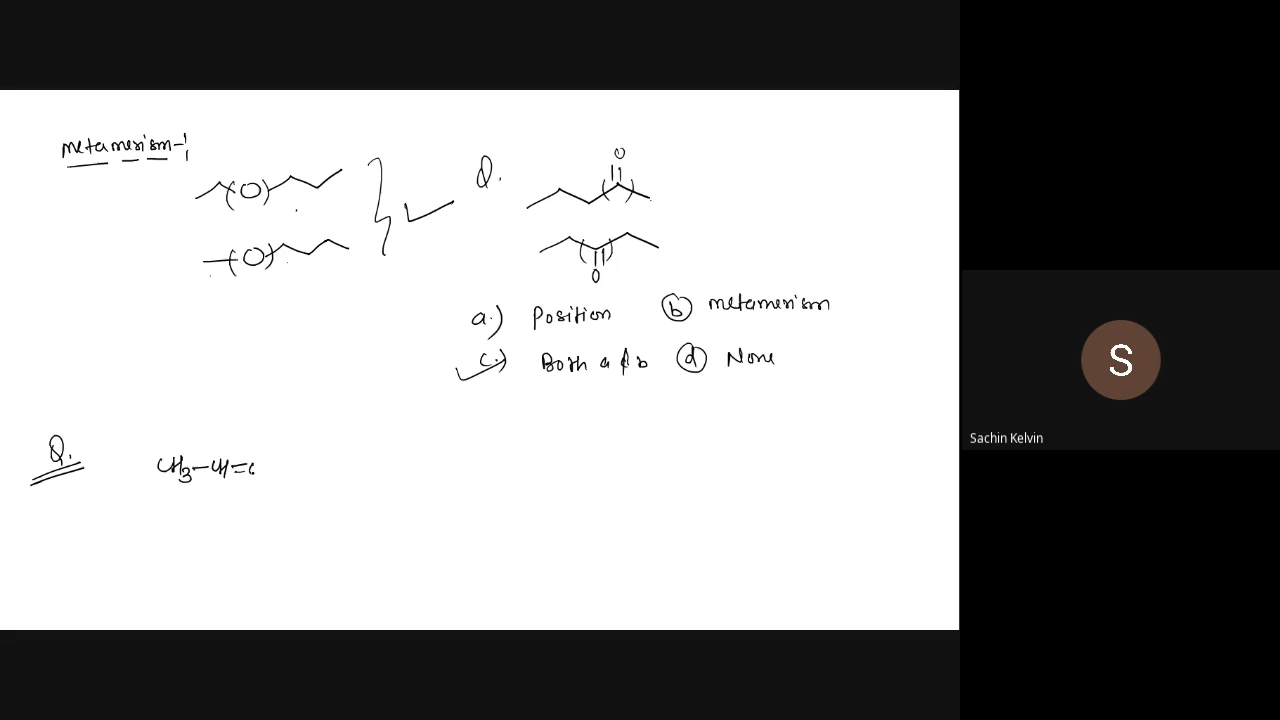 metamerism-!
(O)
(O)
Q.
O
O
a.) Position (b) metamerism
c.) Both a & b (d) None
Q. CH3-CH=C
S
Sachin Kelvin